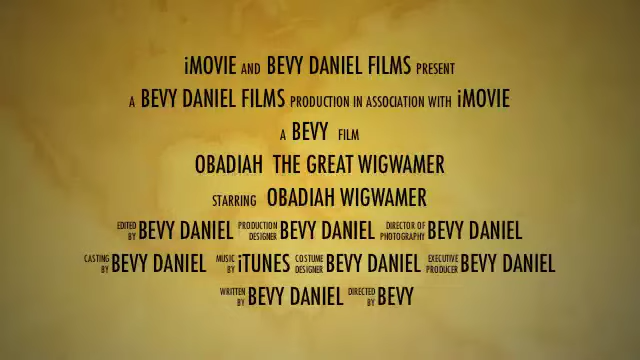 iMOVIE AND BEVY DANIEL FILMS PRESENT
A BEVY DANIEL FILMS PRODUCTION IN ASSOCIATION WITH iMOVIE
A BEVY FILM
OBADIAH THE GREAT WIGWAMER
STARRING OBADIAH WIGWAMER
EDITED BY BEVY DANIEL PRODUCTION DESIGNER BEVY DANIEL DIRECTOR OF PHOTOGRAPHY BEVY DANIEL
CASTING BY BEVY DANIEL MUSIC BY iTUNES COSTUME DESIGNER BEVY DANIEL EXECUTIVE PRODUCER BEVY DANIEL
WRITTEN BY BEVY DANIEL DIRECTED BY BEVY